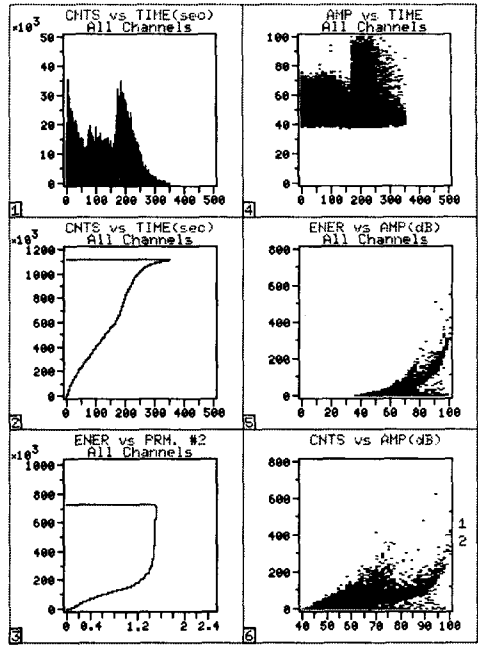 CNTS vs TIME(sec)
All Channels
×10³
50
40
30
20
10
0
0 100 200 300 400 500
1
AMP vs TIME
All Channels
100
80
60
40
20
0
0 100 200 300 400 500
4
CNTS vs TIME(sec)
All Channels
×10³
1200
1000
800
600
400
200
0
0 100 200 300 400 500
2
ENER vs AMP(dB)
All Channels
800
600
400
200
0
0 20 40 60 80 100
5
ENER vs PRM. #2
All Channels
×10³
1000
800
600
400
200
0
0 0.4 1.2 2 2.4
3
CNTS vs AMP(dB)
800
600
400
200
0
40 50 60 70 80 90 100
1
2
6